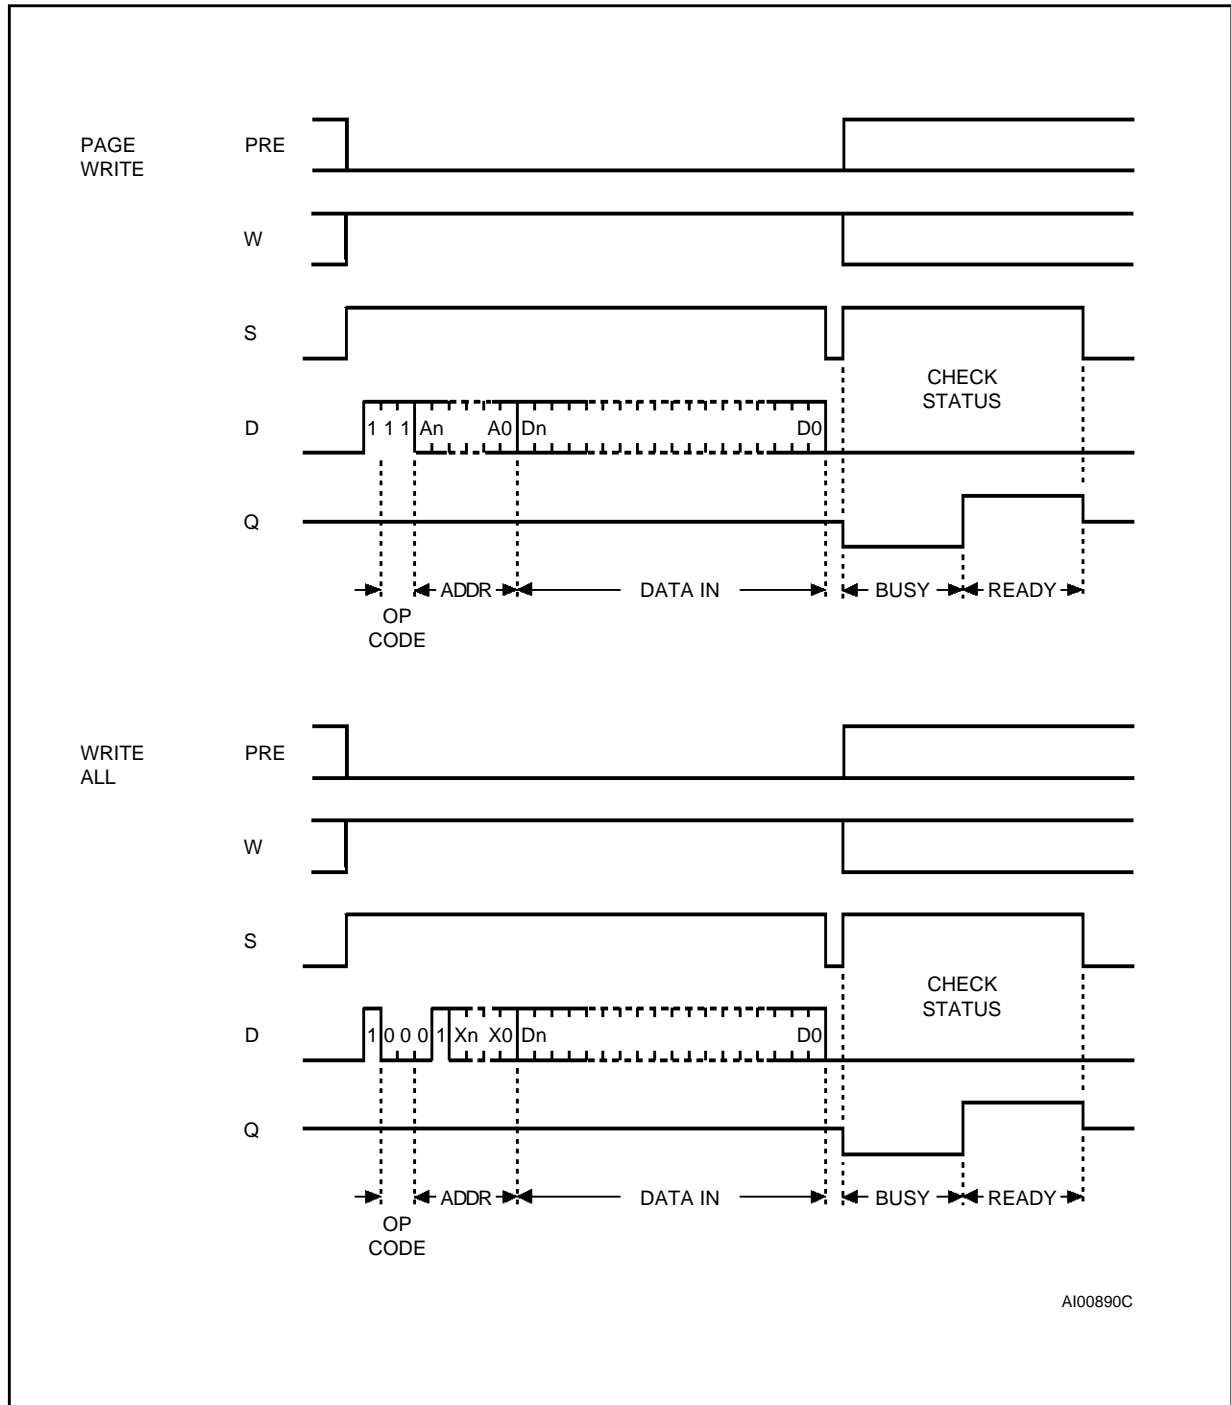 PAGE WRITE PRE
W
S
CHECK
STATUS
D 1 1 1 An A0 Dn D0
Q
ADDR DATA IN BUSY READY
OP
CODE
WRITE ALL PRE
W
S
CHECK
STATUS
D 1 0 0 0 1 Xn X0 Dn D0
Q
ADDR DATA IN BUSY READY
OP
CODE
AI00890C